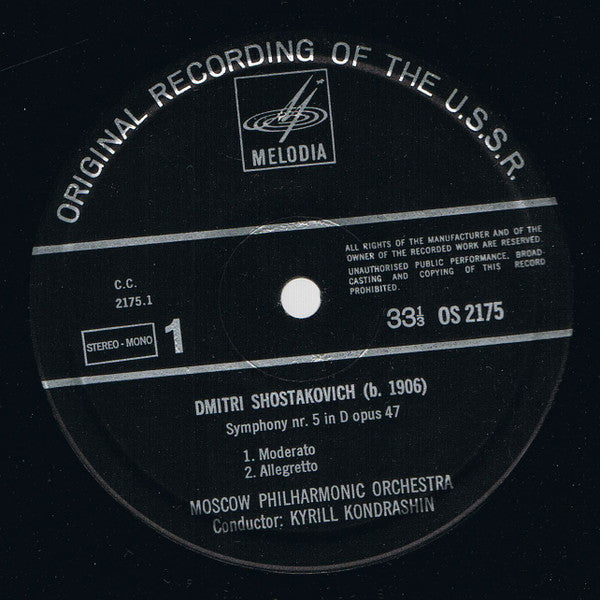 ORIGINAL RECORDING OF THE U.S.S.R.
MELODIA
ALL RIGHTS OF THE MANUFACTURER AND OF THE
OWNER OF THE RECORDED WORK ARE RESERVED.
UNAUTHORISED PUBLIC PERFORMANCE. BROAD-
CASTING AND COPYING OF THIS RECORD
PROHIBITED.
C.C.
2175.1
STEREO - MONO 1
33⅓ OS 2175
DMITRI SHOSTAKOVICH (b. 1906)
Symphony nr. 5 in D opus 47
1. Moderato
2. Allegretto
MOSCOW PHILHARMONIC ORCHESTRA
Conductor: KYRILL KONDRASHIN